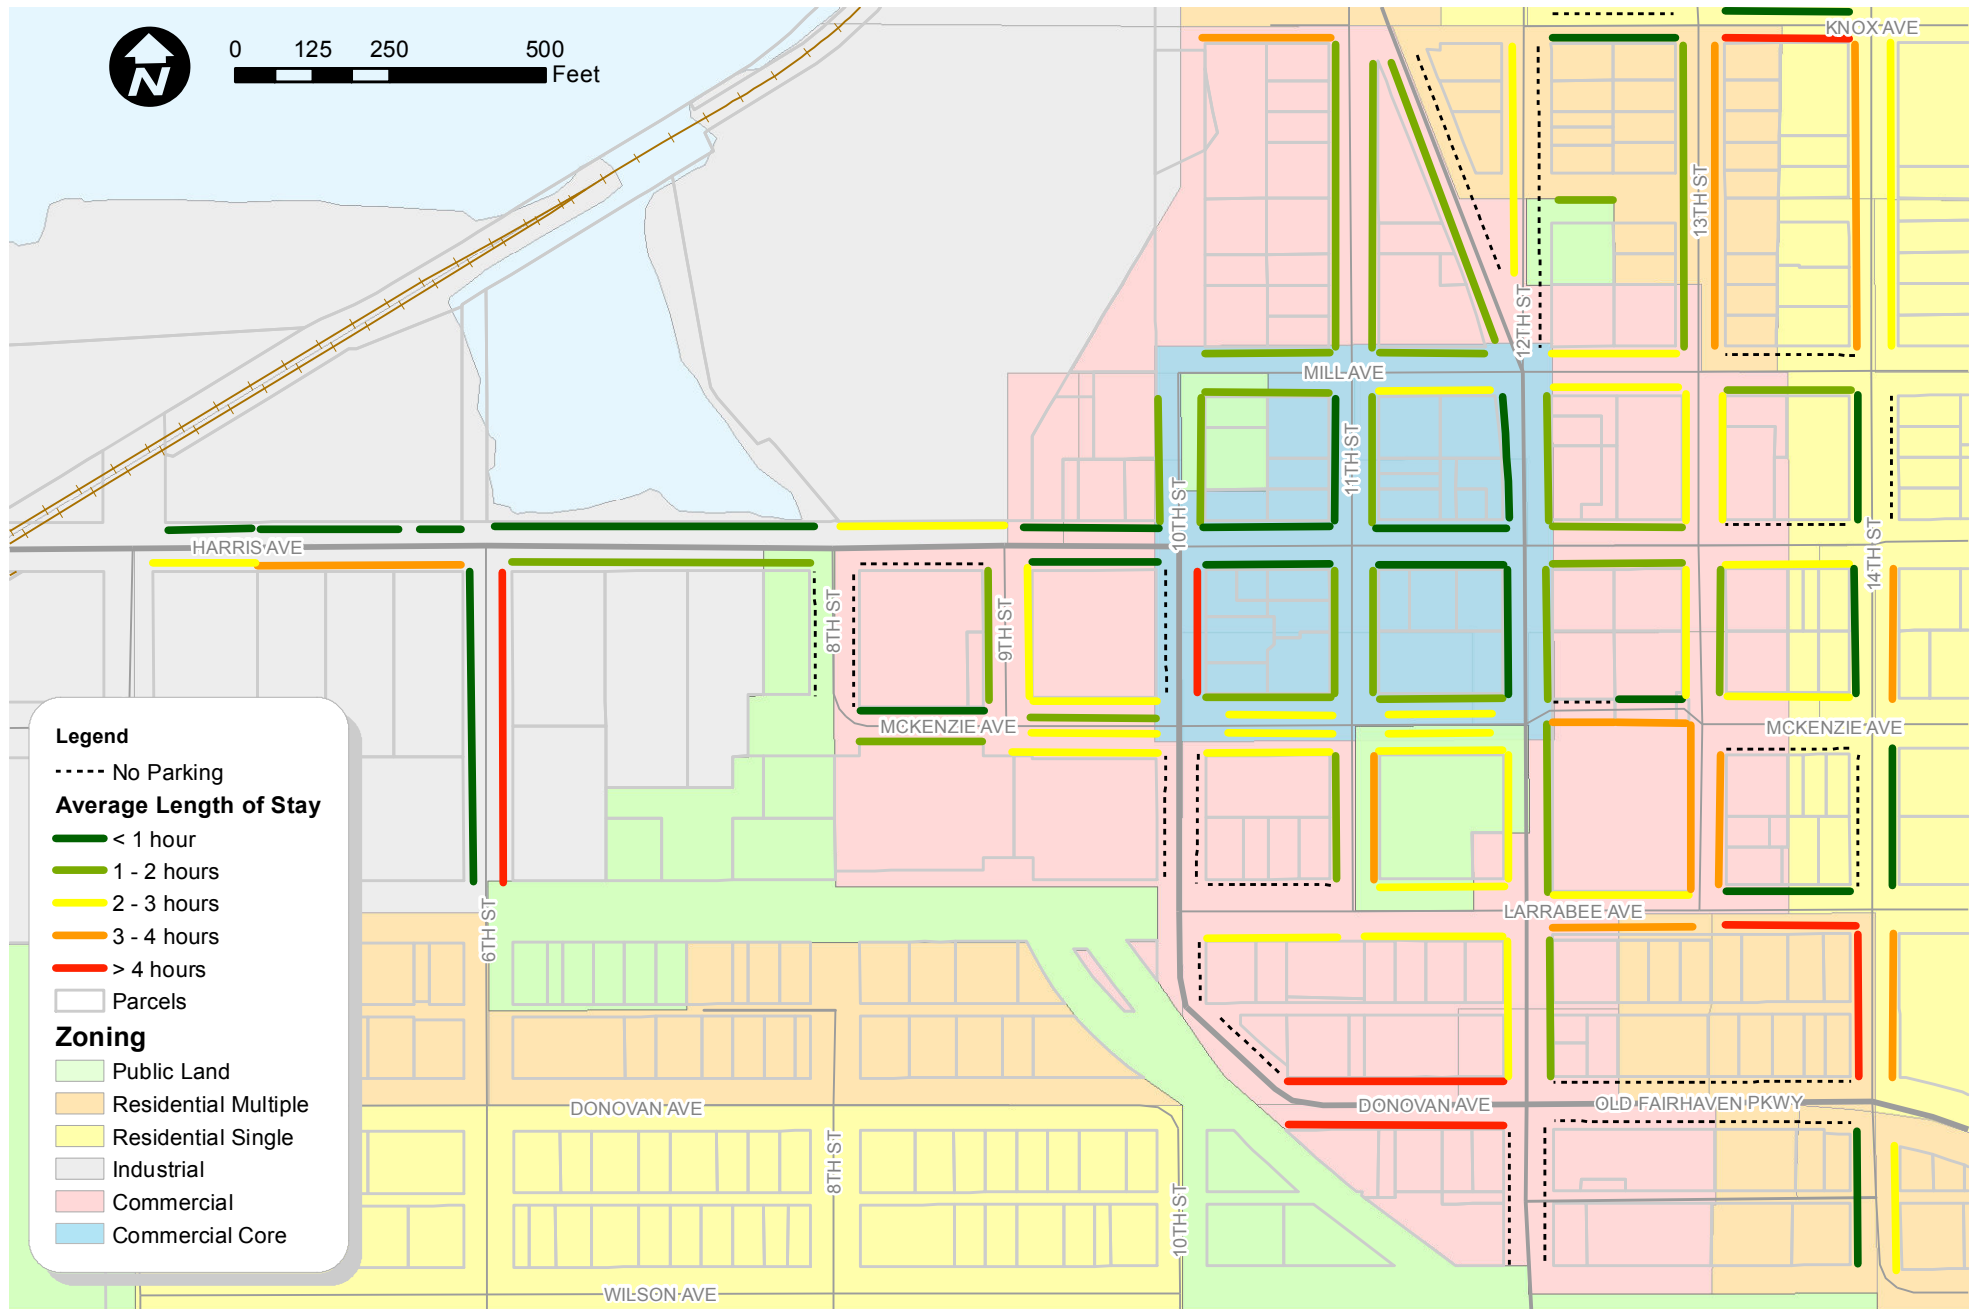 N
0 125 250 500
Feet
KNOX AVE
13TH ST
12TH ST
MILL AVE
11TH ST
10TH ST
14TH ST
HARRIS AVE
8TH ST
9TH ST
MCKENZIE AVE
MCKENZIE AVE
Legend
No Parking
Average Length of Stay
< 1 hour
1 - 2 hours
2 - 3 hours
3 - 4 hours
> 4 hours
Parcels
Zoning
Public Land
Residential Multiple
Residential Single
Industrial
Commercial
Commercial Core
LARRABEE AVE
6TH ST
DONOVAN AVE
DONOVAN AVE
OLD FAIRHAVEN PKWY
8TH ST
10TH ST
WILSON AVE